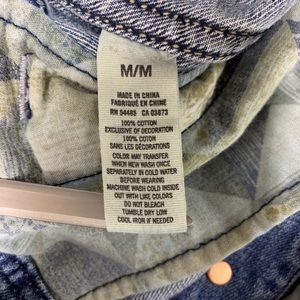 M/M
MADE IN CHINA
FABRIQUÉ EN CHINE
RN 54485 CA 03873
100% COTTON
EXCLUSIVE OF DECORATION
100% COTON
SANS LES DÉCORATIONS
COLOR MAY TRANSFER
WHEN NEW WASH ONCE
SEPARATELY IN COLD WATER
BEFORE WEARING
MACHINE WASH COLD INSIDE
OUT WITH LIKE COLORS
DO NOT BLEACH
TUMBLE DRY LOW
COOL IRON IF NEEDED